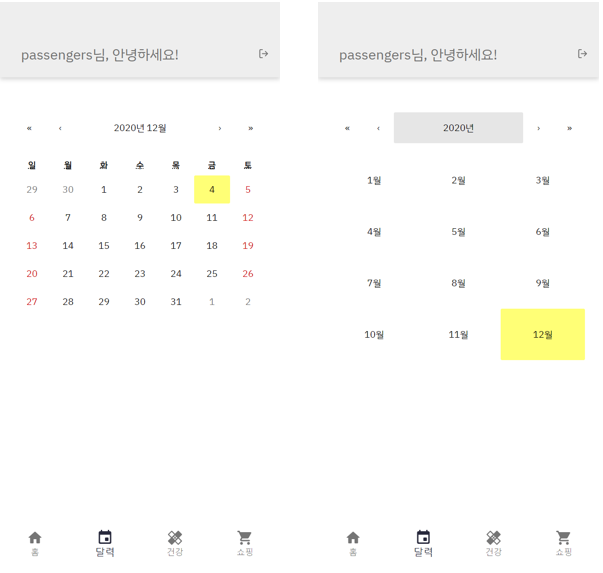 passengers님, 안녕하세요!
« ‹ 2020년 12월 › »
일 월 화 수 목 금 토
29 30 1 2 3 4 5
6 7 8 9 10 11 12
13 14 15 16 17 18 19
20 21 22 23 24 25 26
27 28 29 30 31 1 2
홈 달력 건강 쇼핑
passengers님, 안녕하세요!
« ‹ 2020년 › »
1월 2월 3월
4월 5월 6월
7월 8월 9월
10월 11월 12월
홈 달력 건강 쇼핑